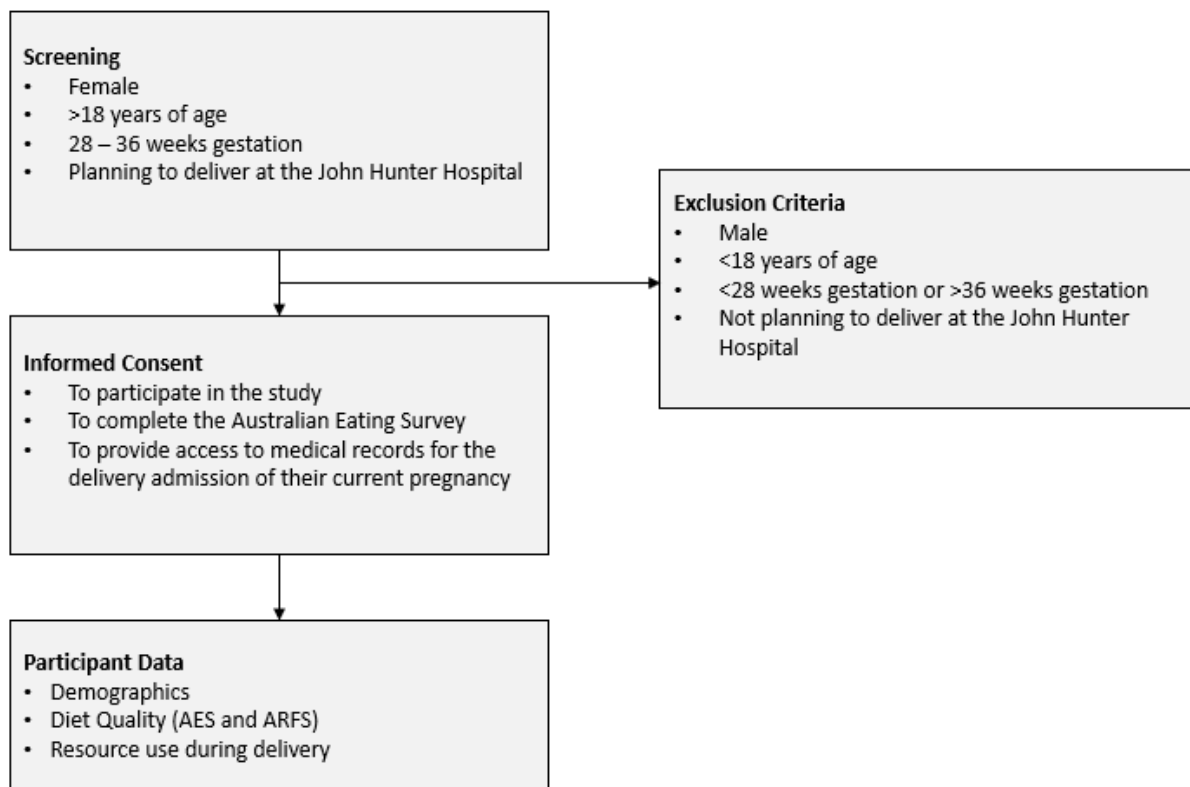 Screening
• Female
• >18 years of age
• 28 – 36 weeks gestation
• Planning to deliver at the John Hunter Hospital
Exclusion Criteria
• Male
• <18 years of age
• <28 weeks gestation or >36 weeks gestation
• Not planning to deliver at the John Hunter
Hospital
Informed Consent
• To participate in the study
• To complete the Australian Eating Survey
• To provide access to medical records for the
delivery admission of their current pregnancy
Participant Data
• Demographics
• Diet Quality (AES and ARFS)
• Resource use during delivery